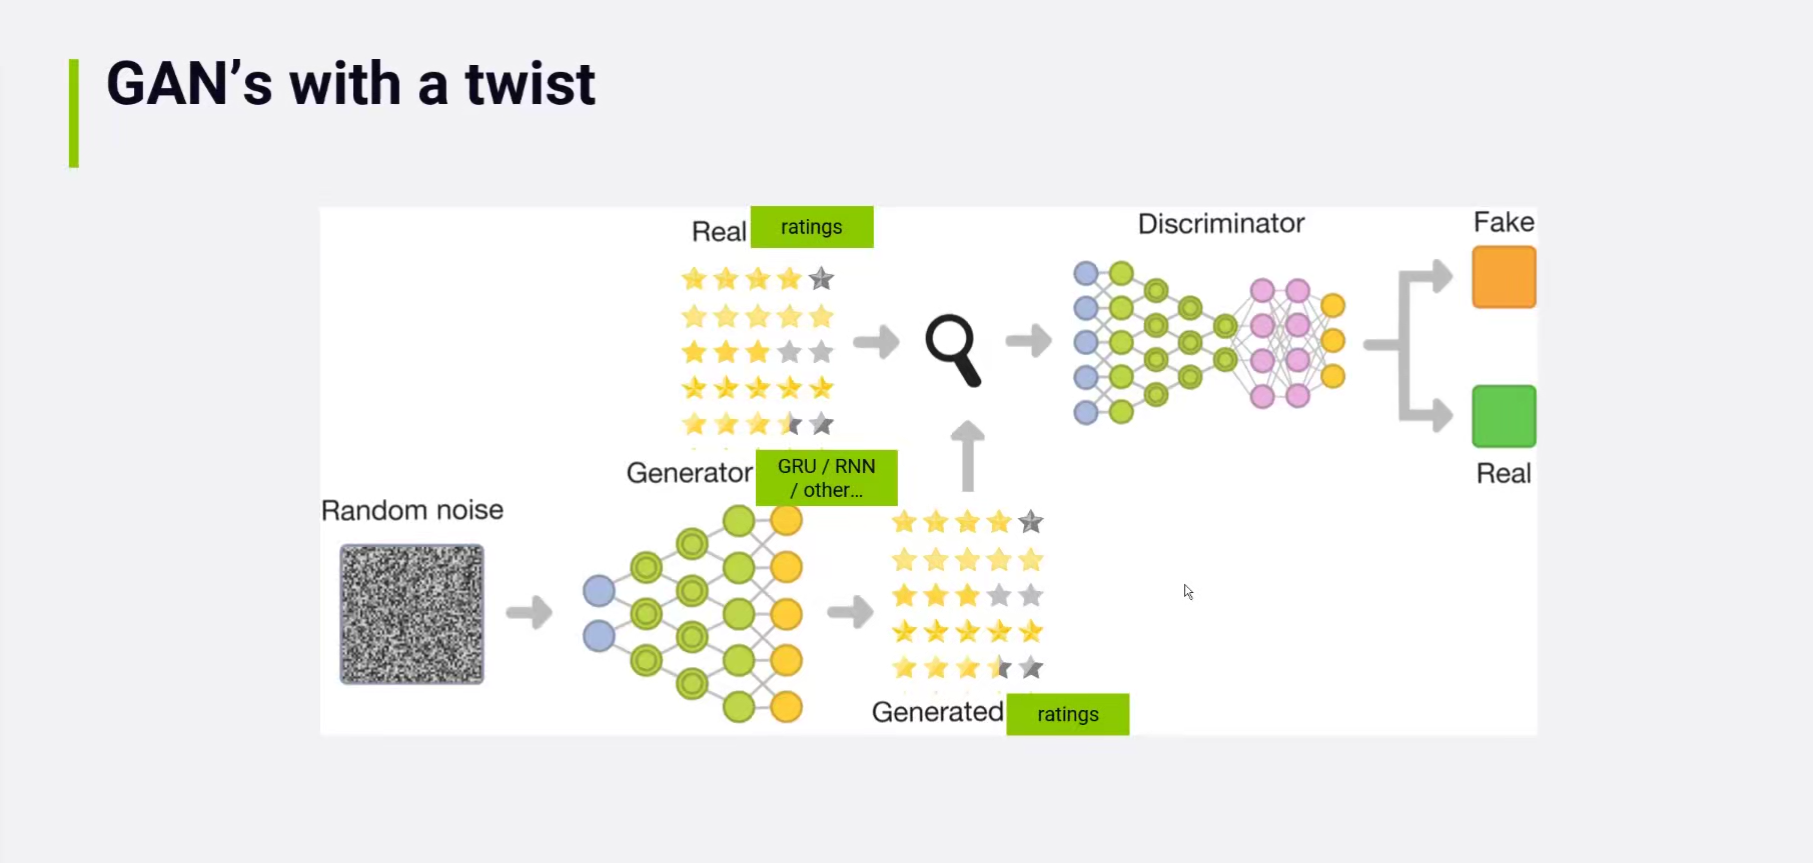 GAN’s with a twist
Real ratings
Discriminator
Fake
Generator GRU / RNN
/ other...
Real
Random noise
Generated ratings